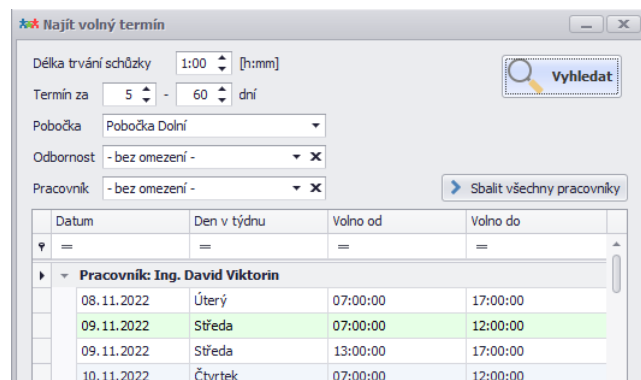 Najít volný termín
Délka trvání schůzky 1:00 [h:mm]
Vyhledat
Termín za 5 - 60 dní
Pobočka Pobočka Dolní
Odbornost - bez omezení -
Pracovník - bez omezení -
Sbalit všechny pracovníky
Datum Den v týdnu Volno od Volno do
= = = =
Pracovník: Ing. David Viktorin
08.11.2022 Úterý 07:00:00 17:00:00
09.11.2022 Středa 07:00:00 12:00:00
09.11.2022 Středa 13:00:00 17:00:00
10.11.2022 Čtvrtek 07:00:00 12:00:00